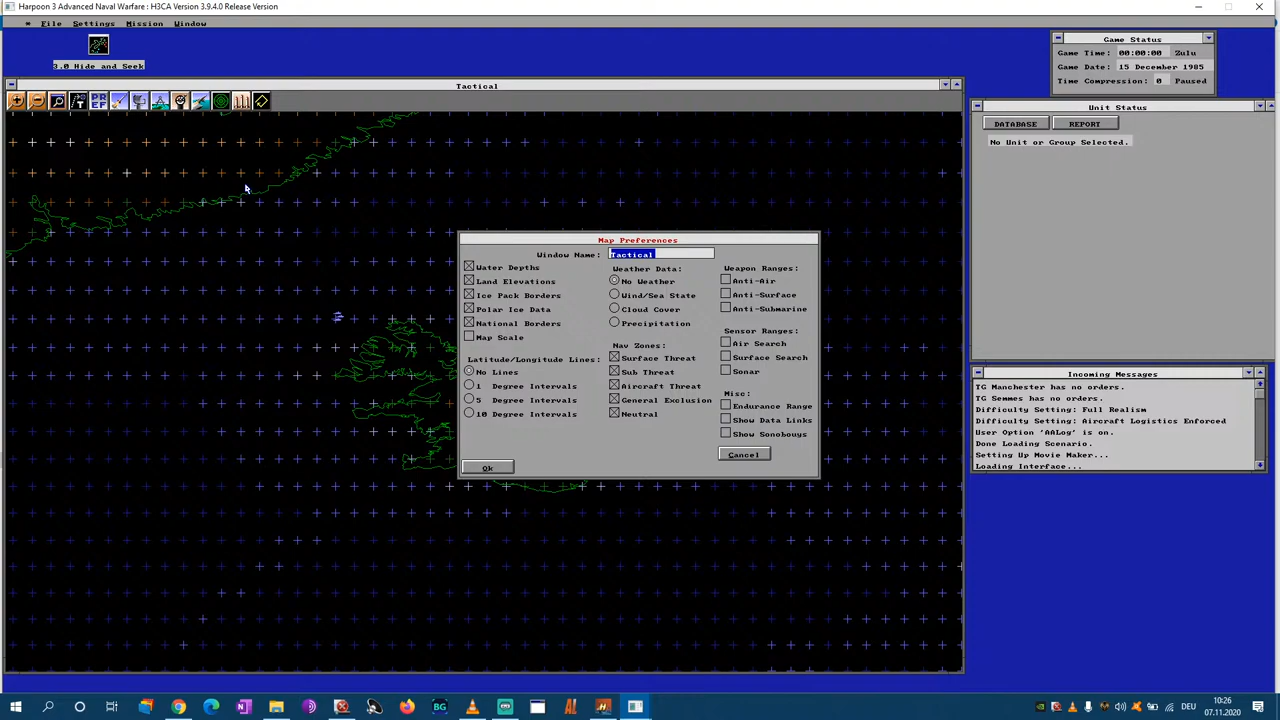 Harpoon 3 Advanced Naval Warfare : H3CA Version 3.9.4.0 Release Version
* File Settings Mission Window
3.0 Hide and Seek
Game Status
Game Time: 00:00:00 Zulu
Game Date: 15 December 1985
Time Compression: 0 Paused
Tactical
PREF
Unit Status
DATABASE REPORT
No Unit or Group Selected.
Map Preferences
Window Name: Tactical
Water Depths
Land Elevations
Ice Pack Borders
Polar Ice Data
National Borders
Map Scale
Latitude/Longitude Lines:
No Lines
1 Degree Intervals
5 Degree Intervals
10 Degree Intervals
Ok
Weather Data:
No Weather
Wind/Sea State
Cloud Cover
Precipitation
Nav Zones:
Surface Threat
Sub Threat
Aircraft Threat
General Exclusion
Neutral
Weapon Ranges:
Anti-Air
Anti-Surface
Anti-Submarine
Sensor Ranges:
Air Search
Surface Search
Sonar
Misc:
Endurance Range
Show Data Links
Show Sonobouys
Cancel
Incoming Messages
TG Manchester has no orders.
TG Semmes has no orders.
Difficulty Setting: Full Realism
Difficulty Setting: Aircraft Logistics Enforced
User Option 'AALog' is on.
Done Loading Scenario.
Setting Up Movie Maker...
Loading Interface...
BG
DEU
10:26
07.11.2020